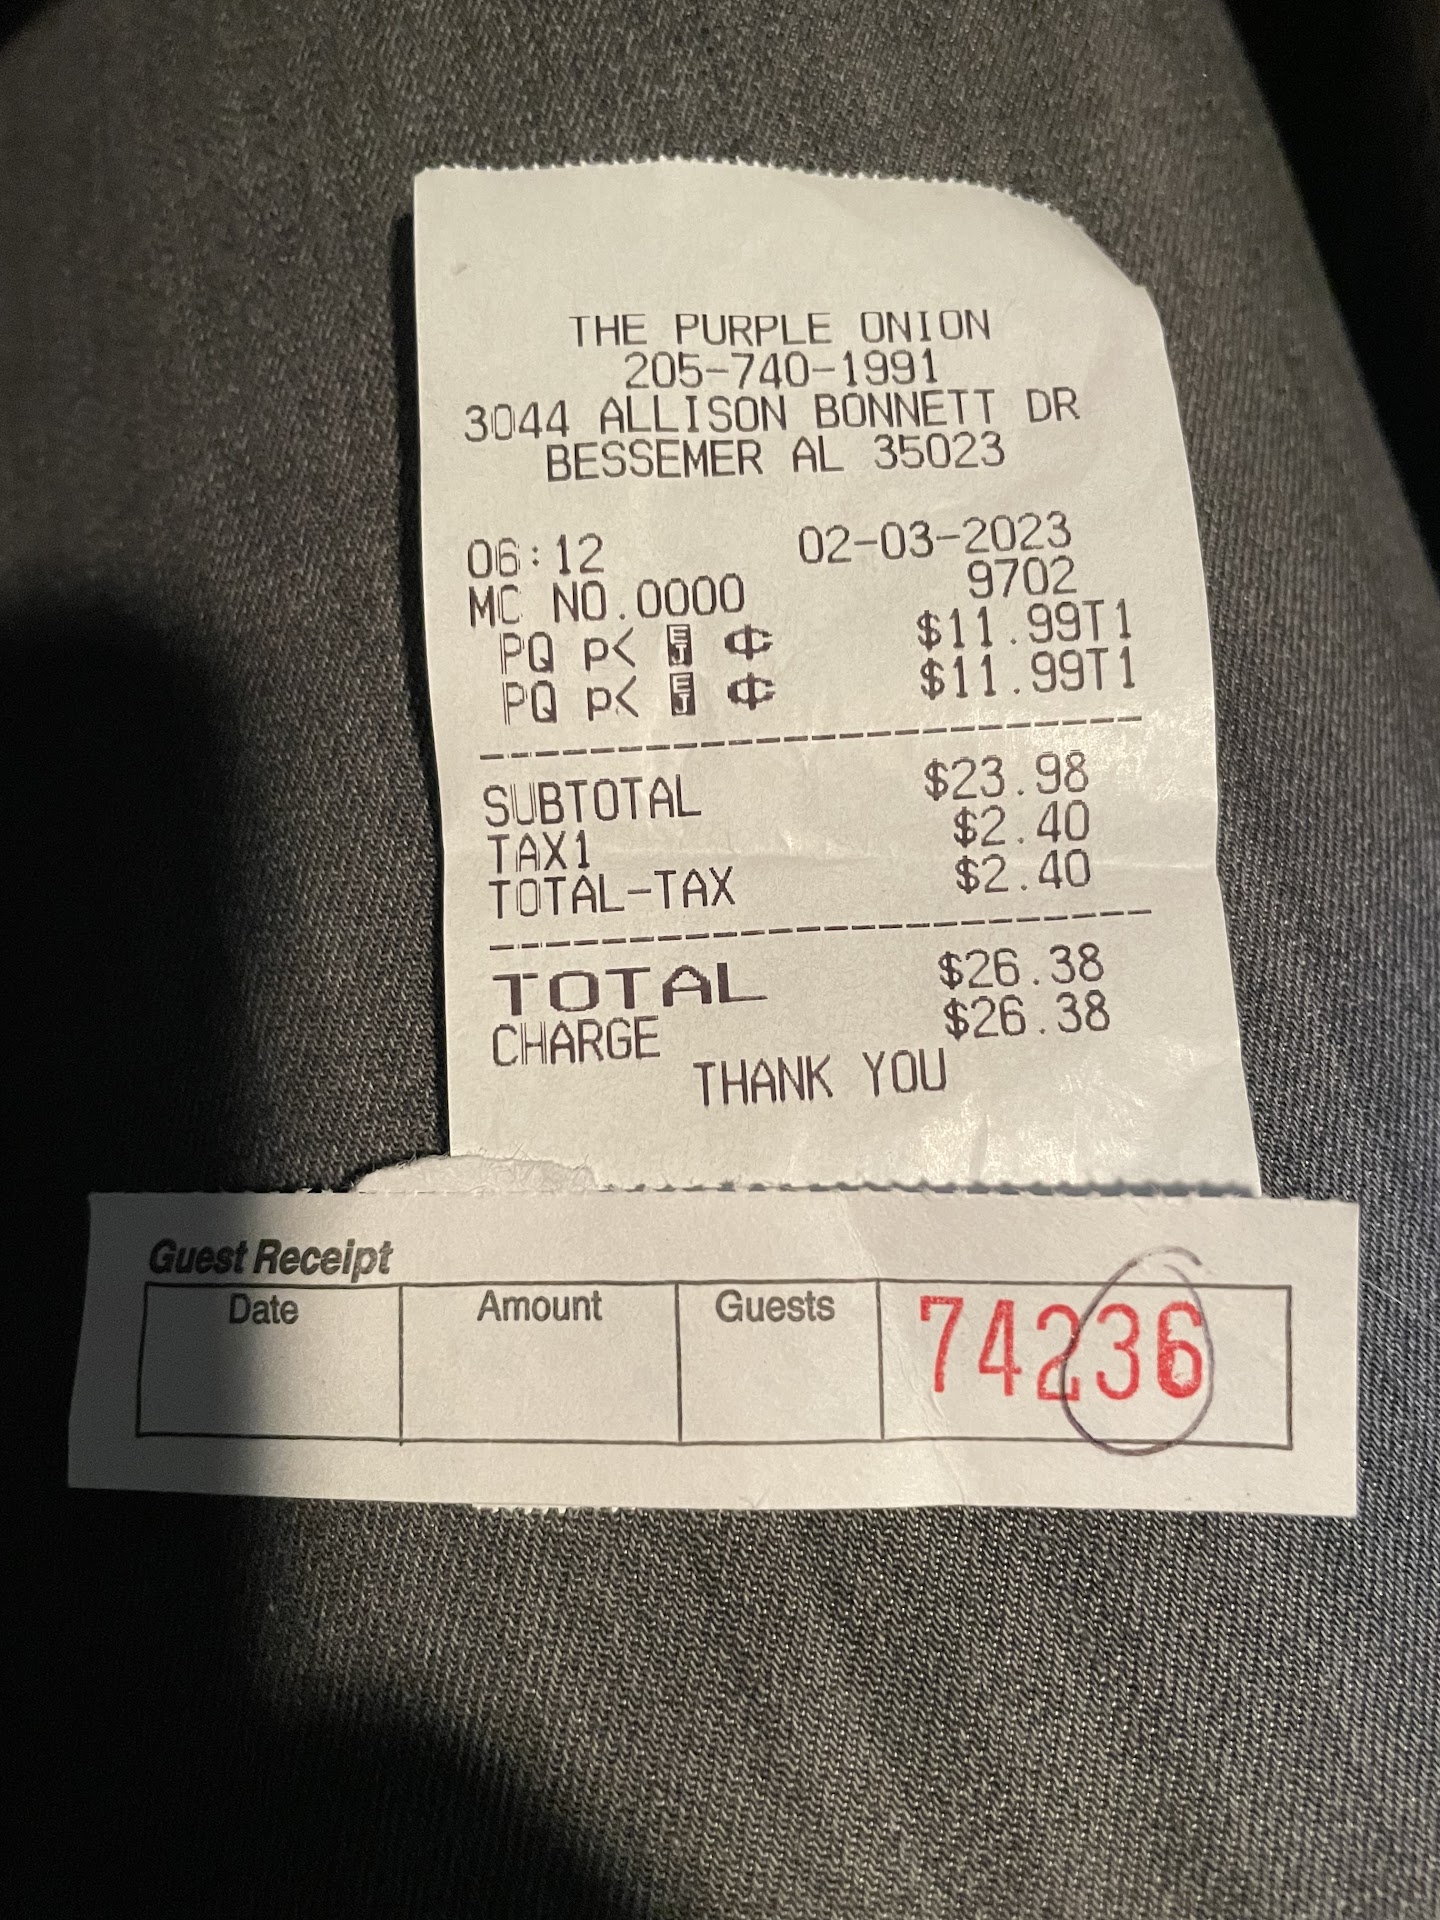 THE PURPLE ONION
205-740-1991
3044 ALLISON BONNETT DR
BESSEMER AL 35023
06:12 02-03-2023
MC NO.0000 9702
PQ p< $11.99T1
PQ p< $11.99T1
SUBTOTAL $23.98
TAX1 $2.40
TOTAL-TAX $2.40
TOTAL $26.38
CHARGE $26.38
THANK YOU
Guest Receipt
Date Amount Guests 74236